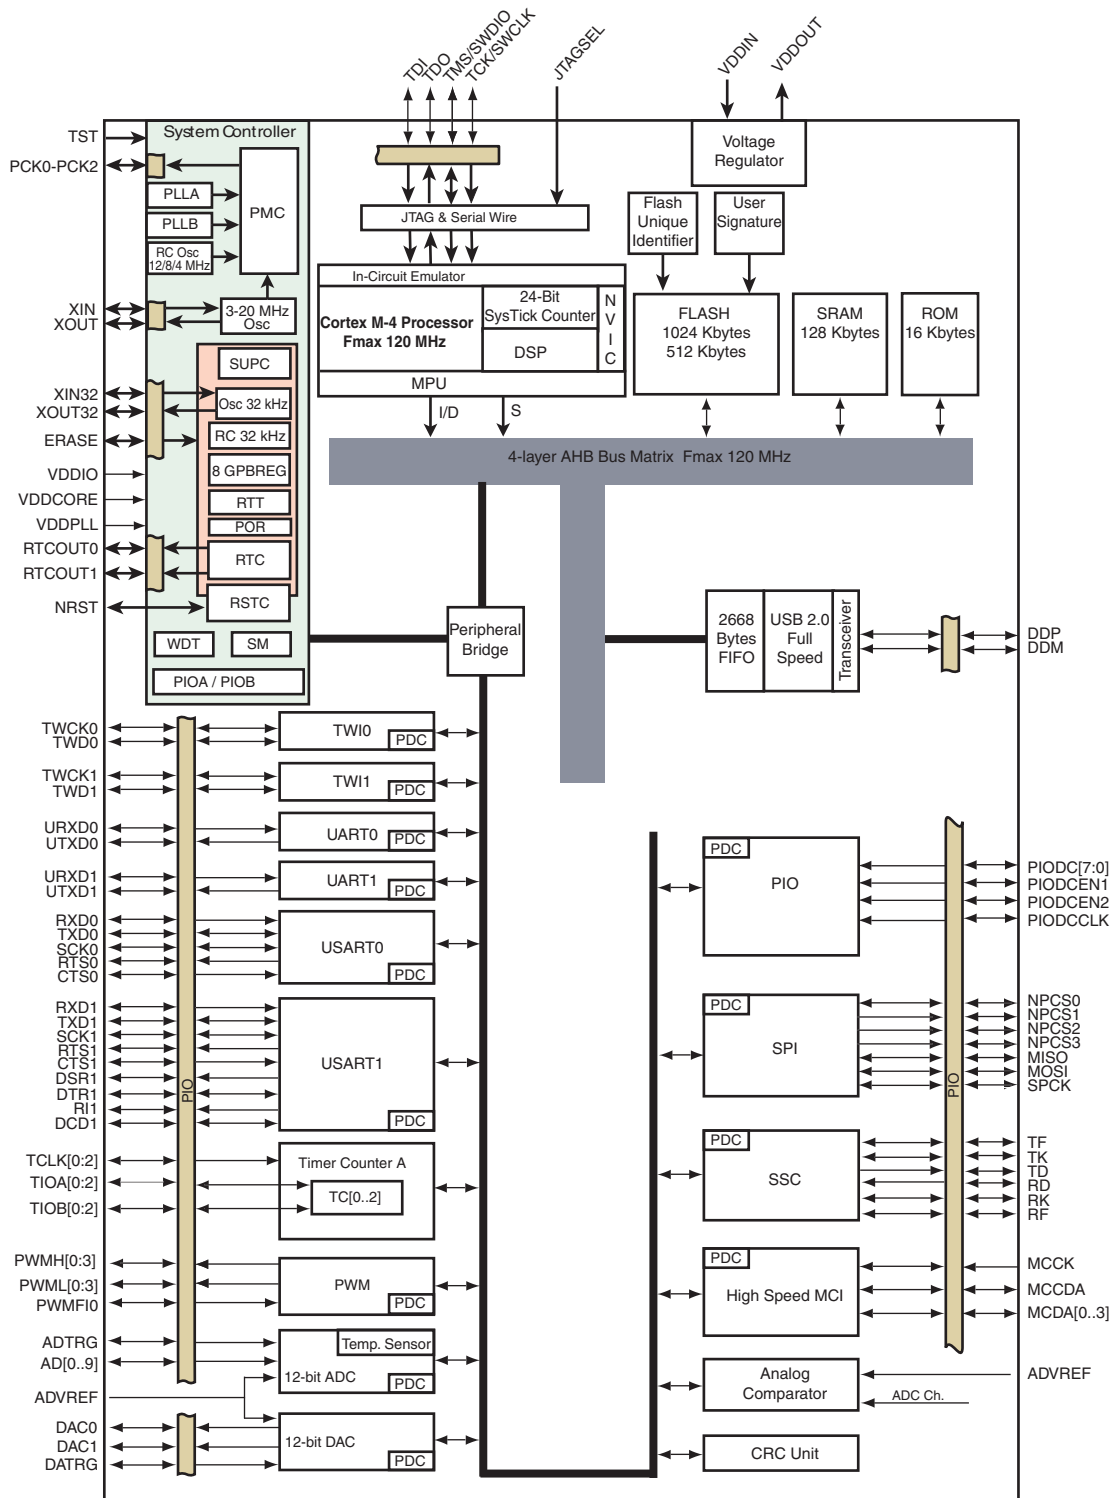 TDI
TDO
TMS/SWDIO
TCK/SWCLK
JTAGSEL
VDDIN
VDDOUT
TST
PCK0-PCK2
System Controller
PLLA
PLLB
RC Osc
12/8/4 MHz
PMC
XIN
XOUT
3-20 MHz
Osc
JTAG & Serial Wire
Voltage
Regulator
Flash
Unique
Identifier
User
Signature
In-Circuit Emulator
Cortex M-4 Processor
Fmax 120 MHz
24-Bit
SysTick Counter
DSP
N
V
I
C
MPU
FLASH
1024 Kbytes
512 Kbytes
SRAM
128 Kbytes
ROM
16 Kbytes
I/D
S
4-layer AHB Bus Matrix Fmax 120 MHz
SUPC
XIN32
XOUT32
Osc 32 kHz
ERASE
RC 32 kHz
VDDIO
8 GPBREG
VDDCORE
RTT
VDDPLL
POR
RTCOUT0
RTCOUT1
RTC
NRST
RSTC
WDT
SM
PIOA / PIOB
Peripheral
Bridge
2668
Bytes
FIFO
USB 2.0
Full
Speed
Transceiver
DDP
DDM
TWCK0
TWD0
TWI0
PDC
TWCK1
TWD1
TWI1
PDC
URXD0
UTXD0
UART0
PDC
URXD1
UTXD1
UART1
PDC
RXD0
TXD0
SCK0
RTS0
CTS0
USART0
PDC
RXD1
TXD1
SCK1
RTS1
CTS1
DSR1
DTR1
RI1
DCD1
PIO
USART1
PDC
TCLK[0:2]
TIOA[0:2]
TIOB[0:2]
Timer Counter A
TC[0..2]
PWMH[0:3]
PWML[0:3]
PWMFI0
PWM
PDC
ADTRG
AD[0..9]
ADVREF
Temp. Sensor
12-bit ADC
PDC
DAC0
DAC1
DATRG
12-bit DAC
PDC
PDC
PIO
PIODC[7:0]
PIODCEN1
PIODCEN2
PIODCCLK
PDC
SPI
NPCS0
NPCS1
NPCS2
NPCS3
MISO
MOSI
SPCK
PIO
PDC
SSC
TF
TK
TD
RD
RK
RF
PDC
High Speed MCI
MCCK
MCCDA
MCDA[0..3]
Analog
Comparator
ADVREF
ADC Ch.
CRC Unit